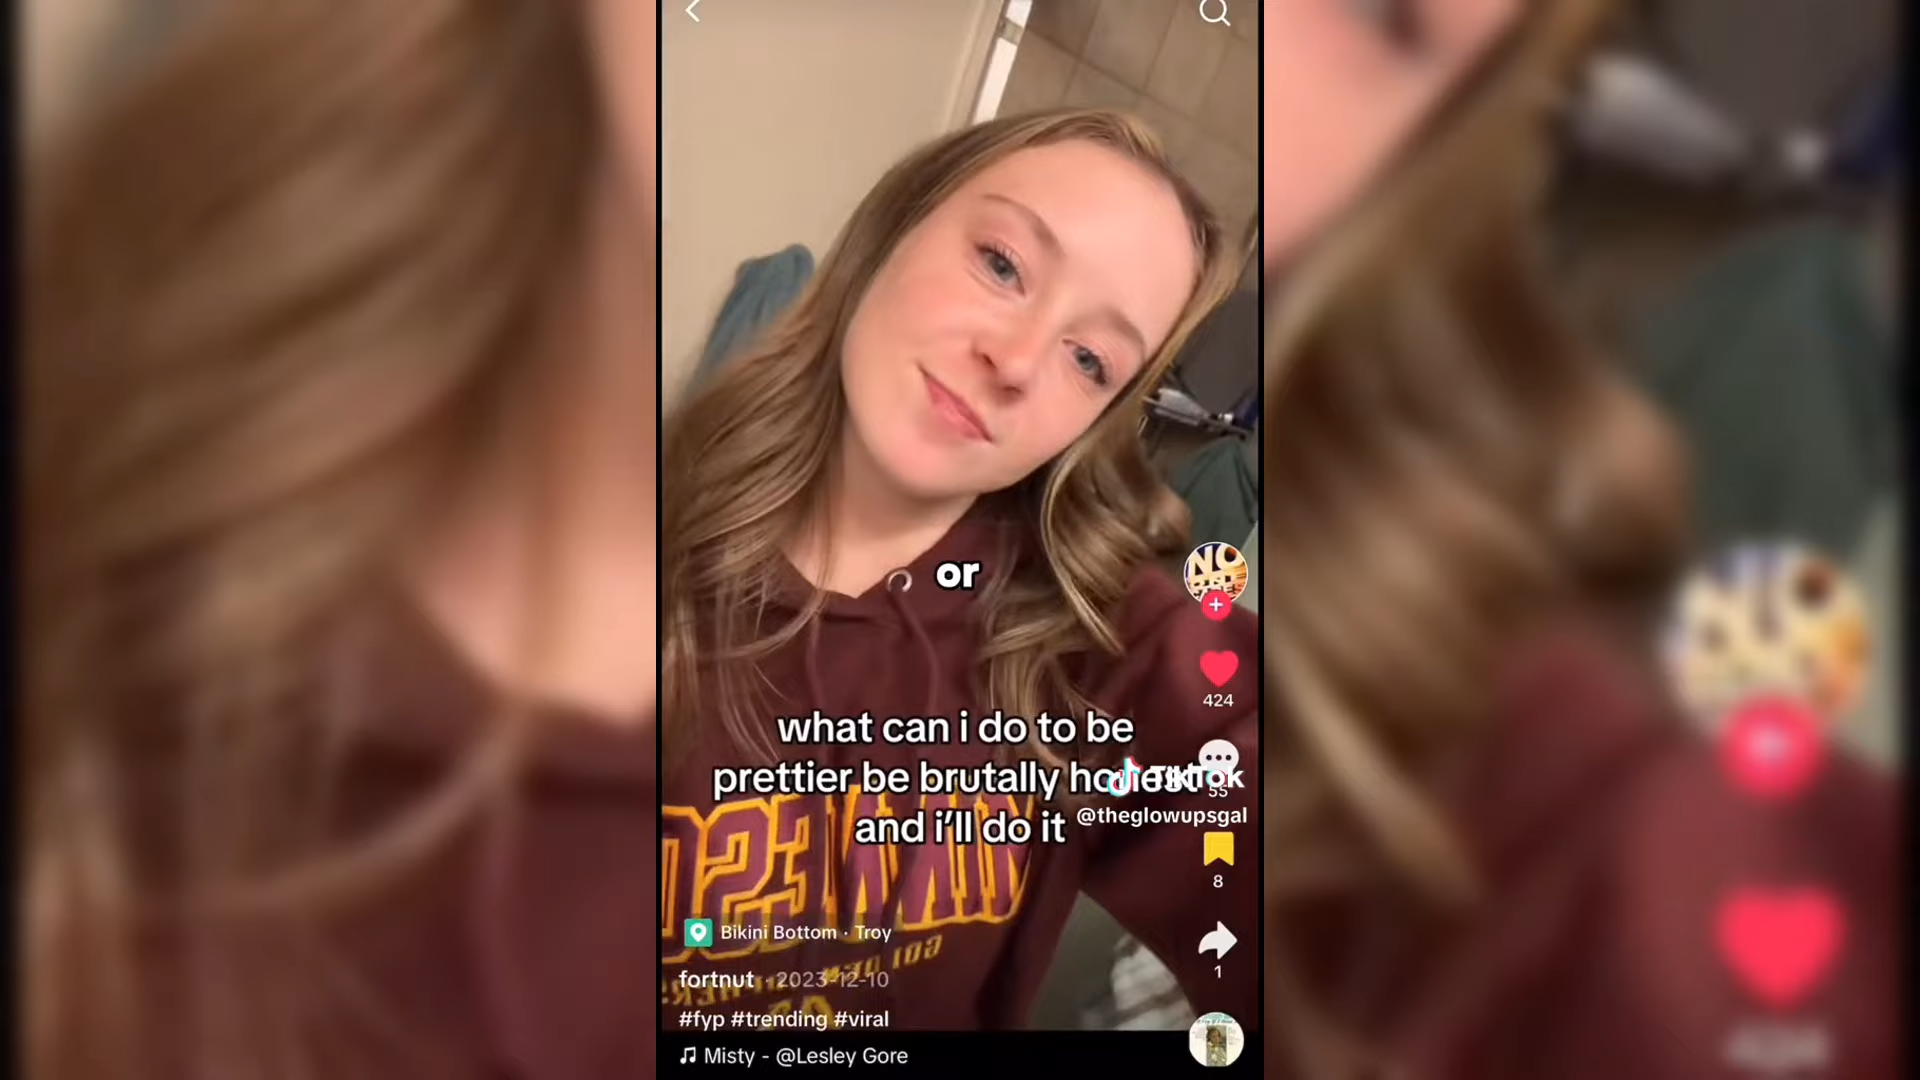 or
what can i do to be
prettier be brutally honest
and i'll do it
TikTok
@theglowupsgal
424
55
8
1
Bikini Bottom · Troy
fortnut · 2023-12-10
#fyp #trending #viral
Misty - @Lesley Gore